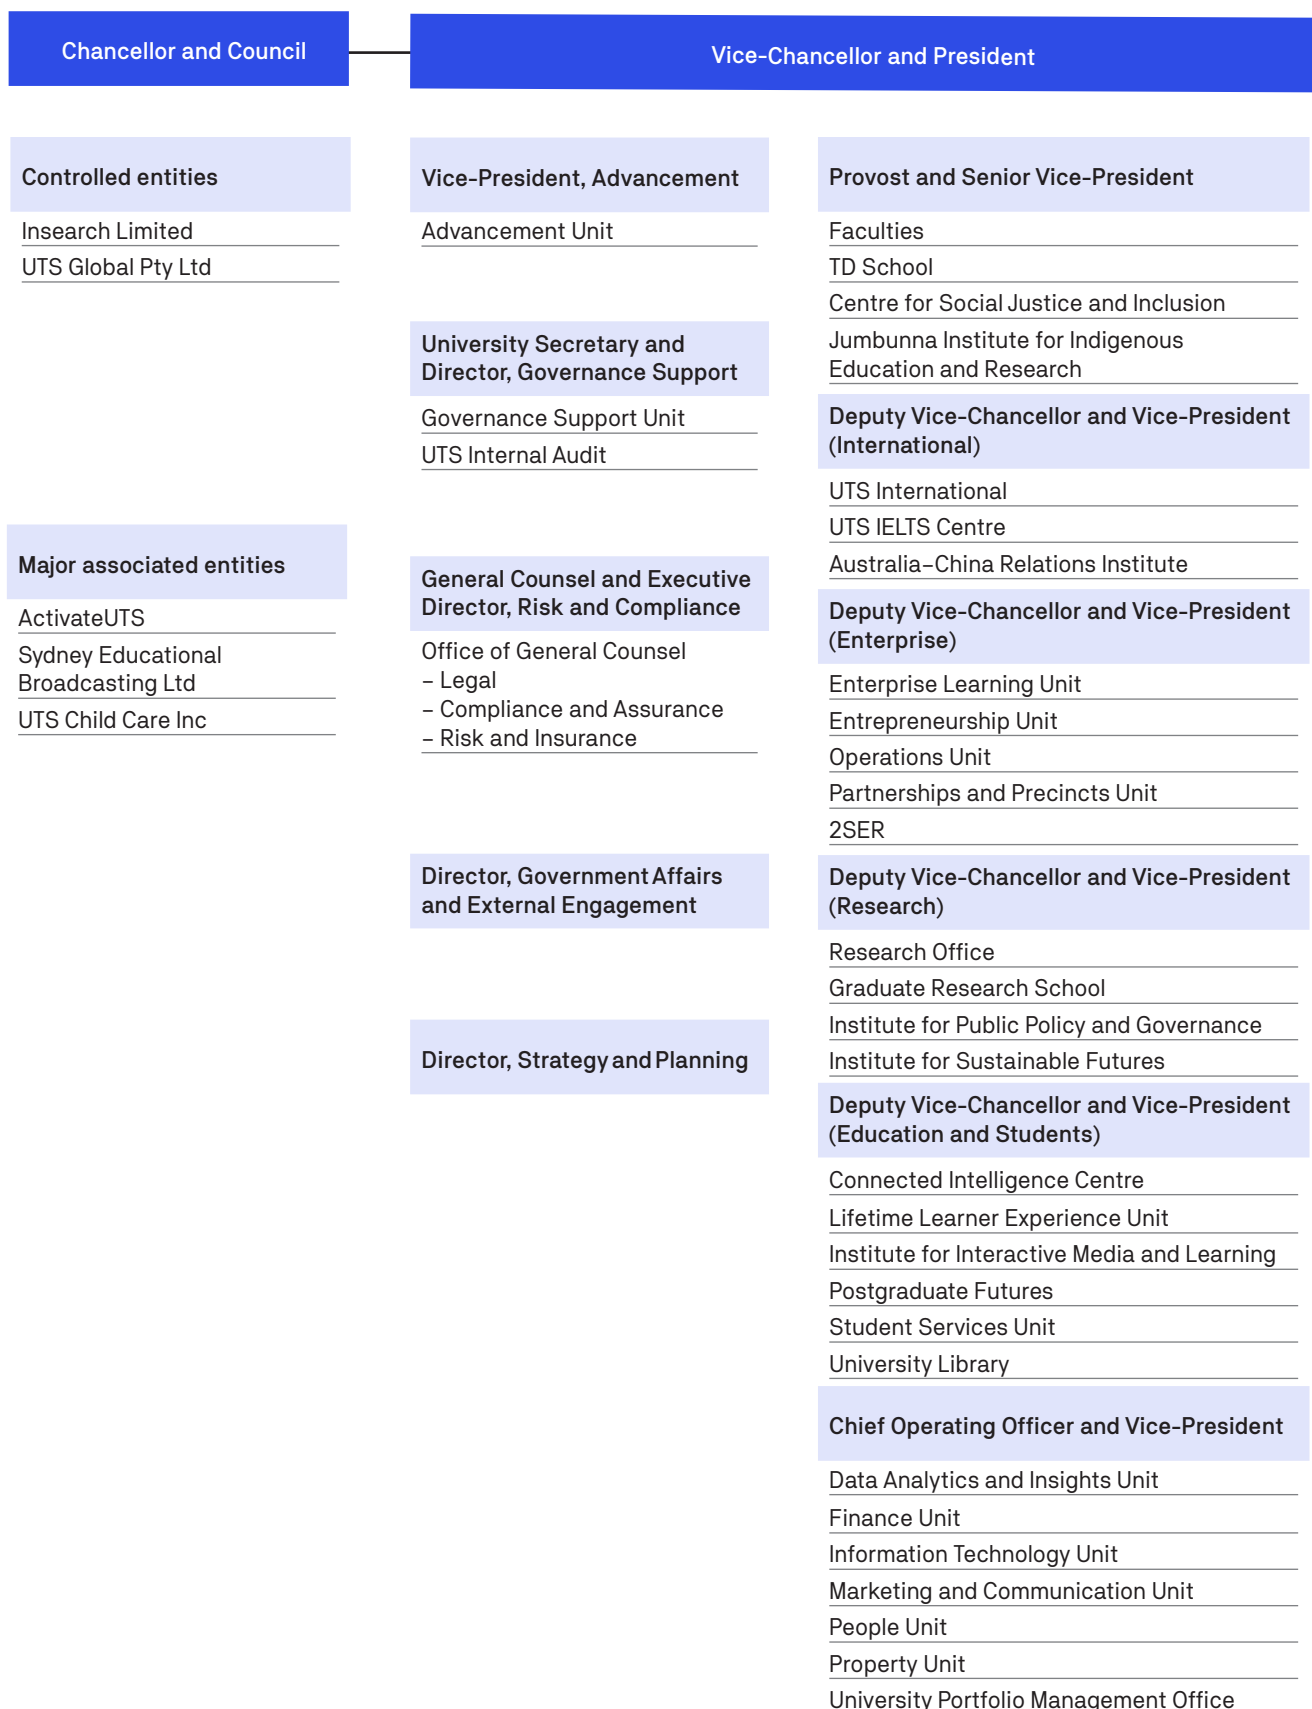 Chancellor and Council
Vice-Chancellor and President
Controlled entities
Insearch Limited
UTS Global Pty Ltd
Major associated entities
ActivateUTS
Sydney Educational
Broadcasting Ltd
UTS Child Care Inc
Vice-President, Advancement
Advancement Unit
University Secretary and
Director, Governance Support
Governance Support Unit
UTS Internal Audit
General Counsel and Executive
Director, Risk and Compliance
Office of General Counsel
– Legal
– Compliance and Assurance
– Risk and Insurance
Director, Government Affairs
and External Engagement
Director, Strategy and Planning
Provost and Senior Vice-President
Faculties
TD School
Centre for Social Justice and Inclusion
Jumbunna Institute for Indigenous
Education and Research
Deputy Vice-Chancellor and Vice-President
(International)
UTS International
UTS IELTS Centre
Australia–China Relations Institute
Deputy Vice-Chancellor and Vice-President
(Enterprise)
Enterprise Learning Unit
Entrepreneurship Unit
Operations Unit
Partnerships and Precincts Unit
2SER
Deputy Vice-Chancellor and Vice-President
(Research)
Research Office
Graduate Research School
Institute for Public Policy and Governance
Institute for Sustainable Futures
Deputy Vice-Chancellor and Vice-President
(Education and Students)
Connected Intelligence Centre
Lifetime Learner Experience Unit
Institute for Interactive Media and Learning
Postgraduate Futures
Student Services Unit
University Library
Chief Operating Officer and Vice-President
Data Analytics and Insights Unit
Finance Unit
Information Technology Unit
Marketing and Communication Unit
People Unit
Property Unit
University Portfolio Management Office